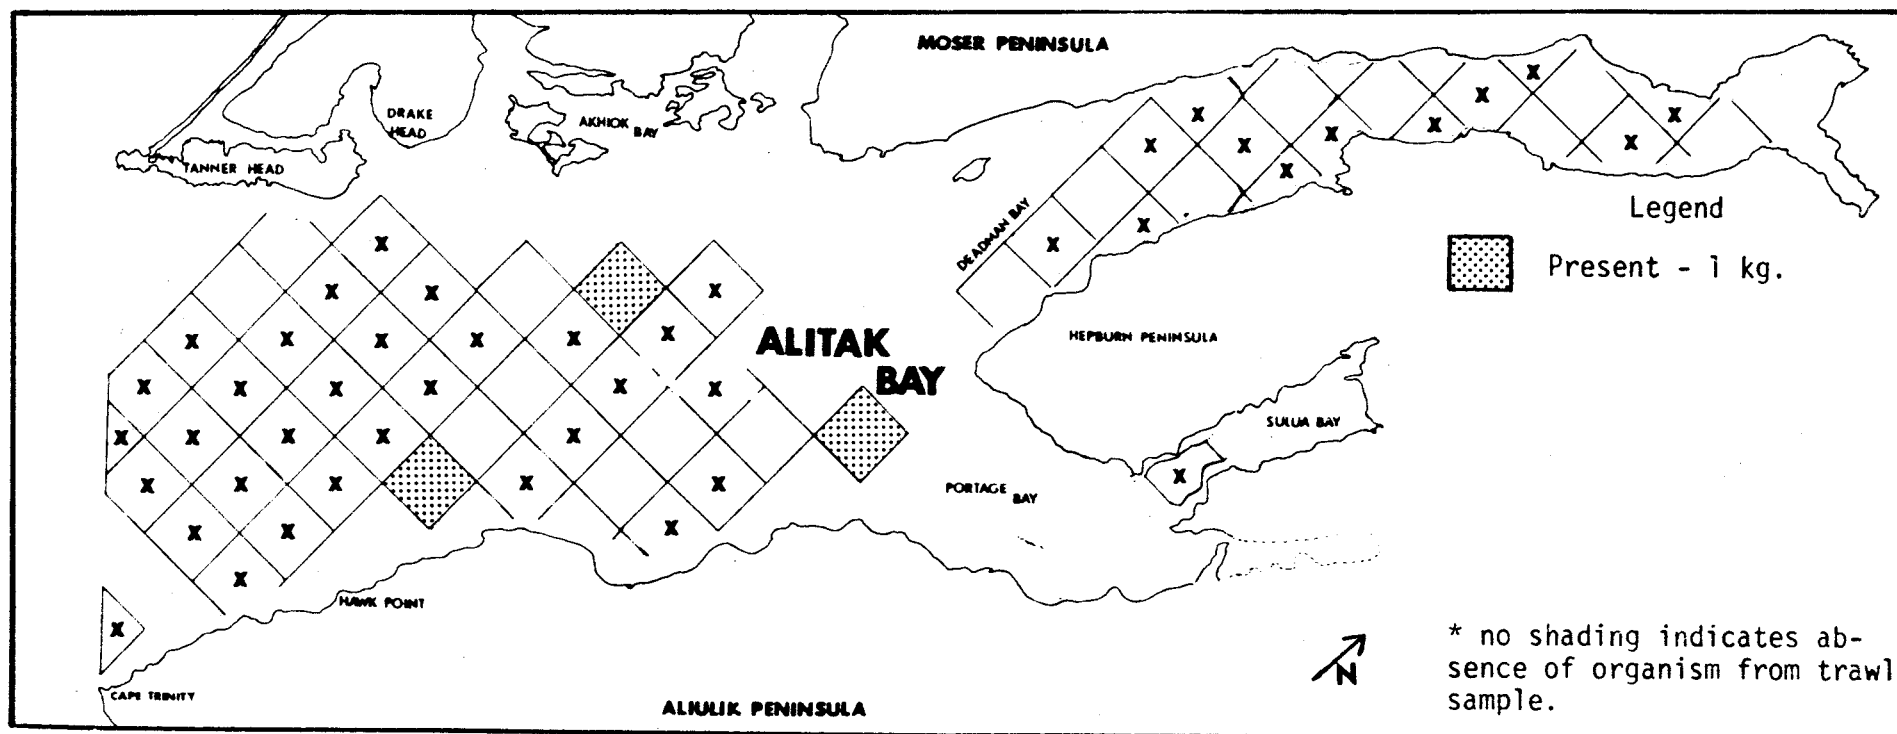 MOSER PENINSULA
DRAKE
HEAD
AKHIOK BAY
TANNER HEAD
DEADMAN BAY
Legend
Present - 1 kg.
ALITAK
BAY
HEPBURN PENINSULA
SULUA BAY
PORTAGE BAY
HAWK POINT
CAPE TRINITY
ALIULIK PENINSULA
N
* no shading indicates ab-
sence of organism from trawl
sample.
X X X X X X X X X X X X X
X X X X X X X X X X X X X X X X X X X X X X X X X X X X X X X X
X
X